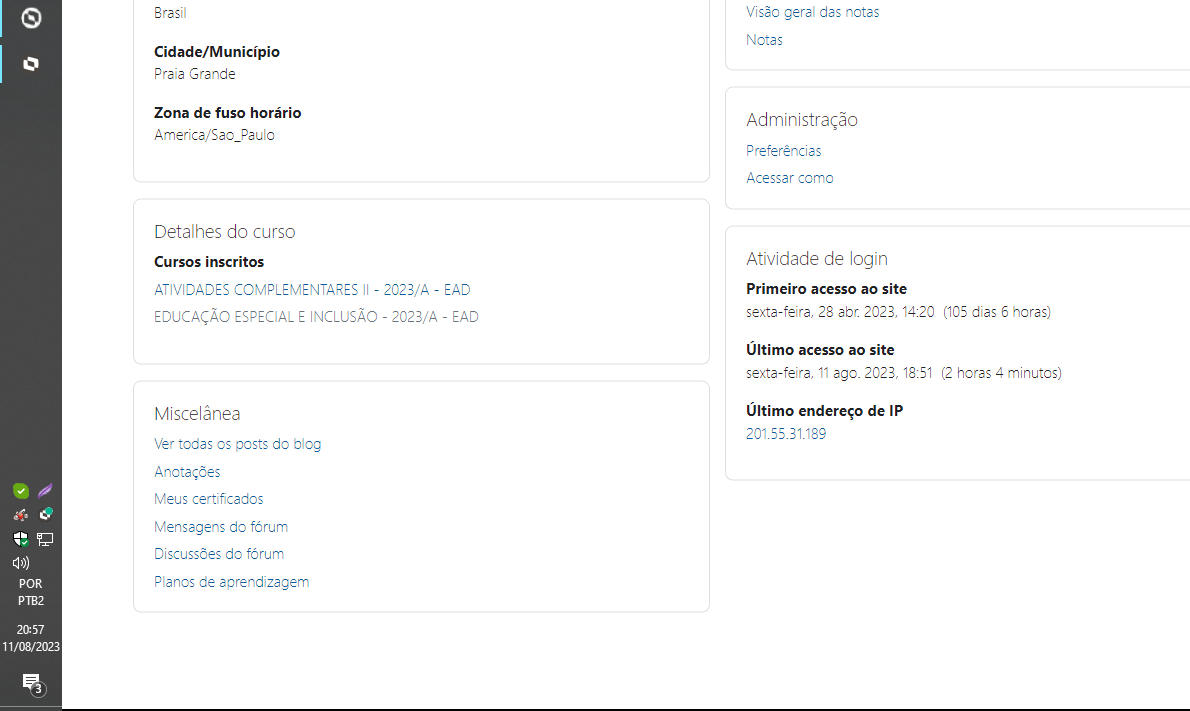 Brasil
Cidade/Município
Praia Grande
Zona de fuso horário
America/Sao_Paulo
Detalhes do curso
Cursos inscritos
ATIVIDADES COMPLEMENTARES II - 2023/A - EAD
EDUCAÇÃO ESPECIAL E INCLUSÃO - 2023/A - EAD
Miscelânea
Ver todas os posts do blog
Anotações
Meus certificados
Mensagens do fórum
Discussões do fórum
Planos de aprendizagem
Visão geral das notas
Notas
Administração
Preferências
Acessar como
Atividade de login
Primeiro acesso ao site
sexta-feira, 28 abr. 2023, 14:20 (105 dias 6 horas)
Último acesso ao site
sexta-feira, 11 ago. 2023, 18:51 (2 horas 4 minutos)
Último endereço de IP
201.55.31.189
POR
PTB2
20:57
11/08/2023
3